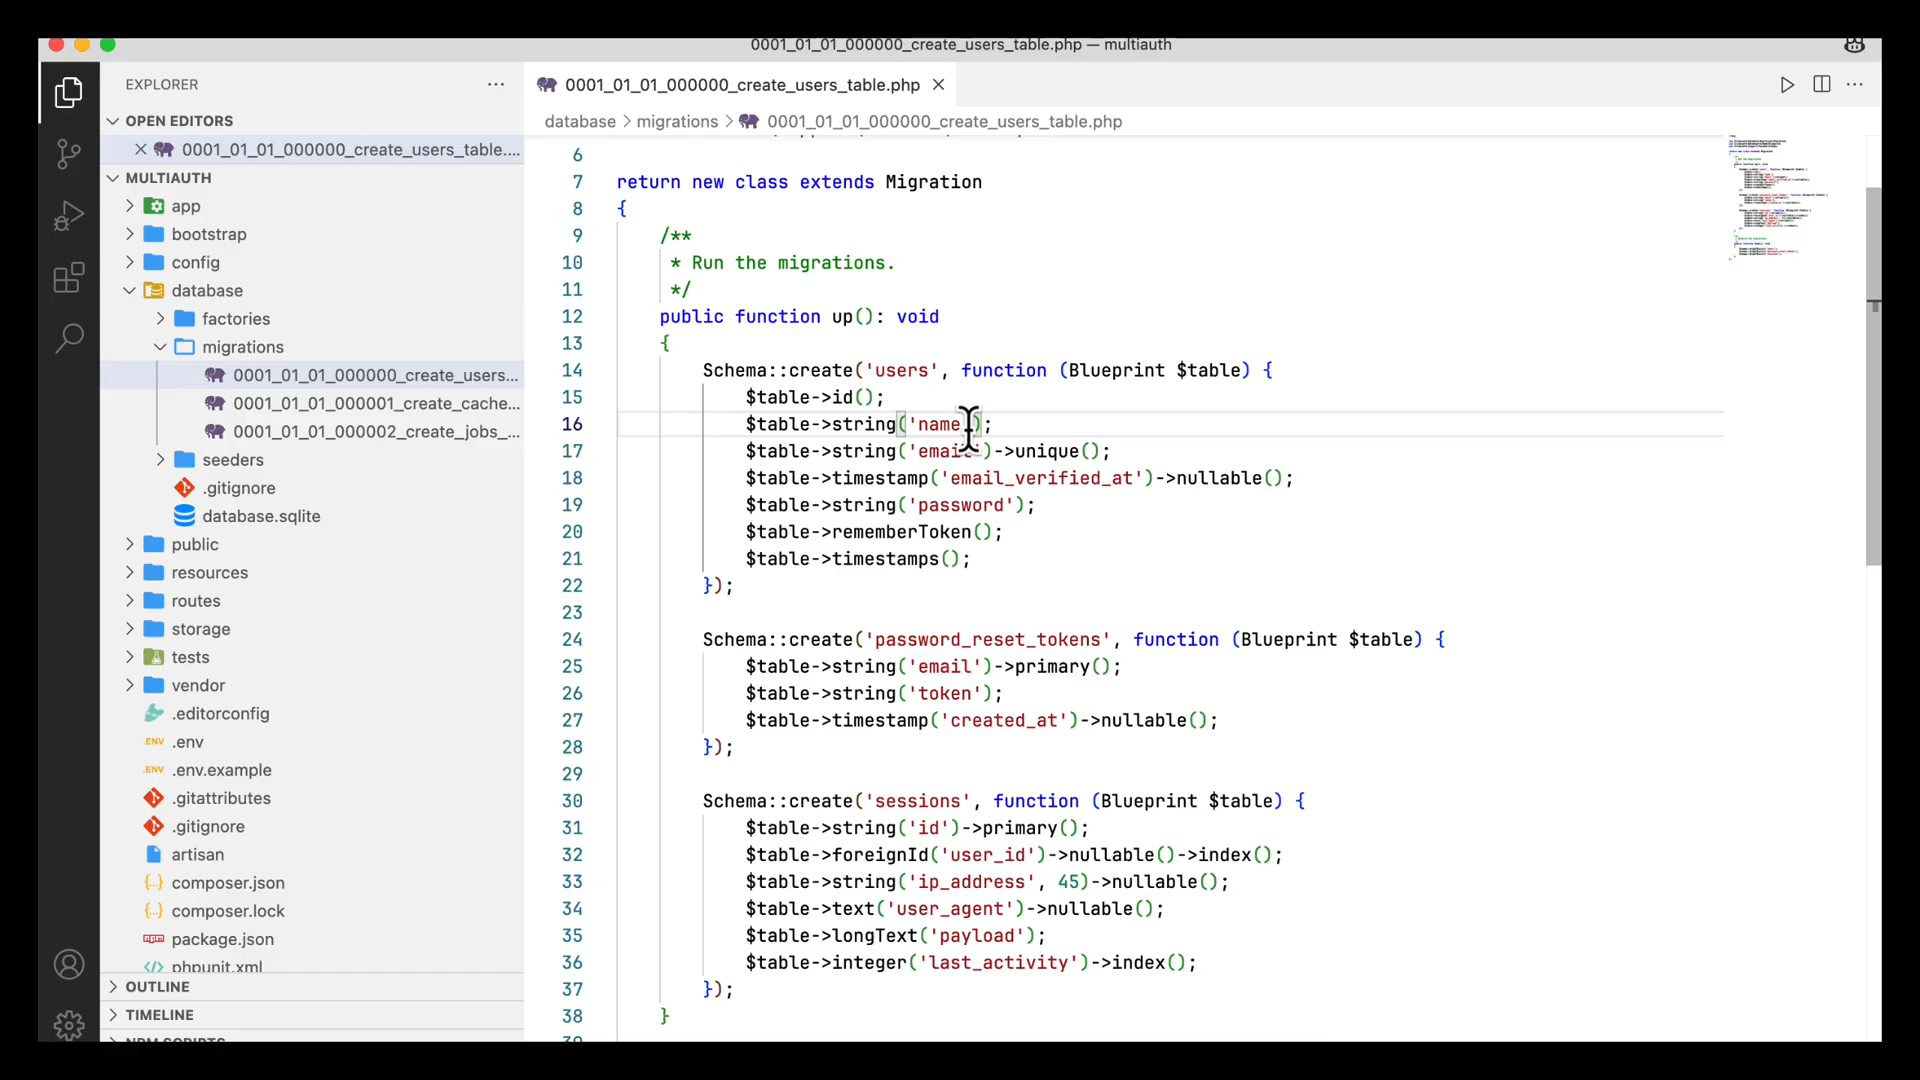 0001_01_01_000000_create_users_table.php — multiauth
EXPLORER
OPEN EDITORS
0001_01_01_000000_create_users_table....
MULTIAUTH
app
bootstrap
config
database
factories
migrations
0001_01_01_000000_create_users...
0001_01_01_000001_create_cache...
0001_01_01_000002_create_jobs_...
seeders
.gitignore
database.sqlite
public
resources
routes
storage
tests
vendor
.editorconfig
.ENV .env
.ENV .env.example
.gitattributes
.gitignore
artisan
{..} composer.json
{..} composer.lock
package.json
phpunit.xml
OUTLINE
TIMELINE
NPM SCRIPTS
0001_01_01_000000_create_users_table.php
database > migrations > 0001_01_01_000000_create_users_table.php
6
7 return new class extends Migration
8 {
9 /**
10 * Run the migrations.
11 */
12 public function up(): void
13 {
14 Schema::create('users', function (Blueprint $table) {
15 $table->id();
16 $table->string('name');
17 $table->string('email')->unique();
18 $table->timestamp('email_verified_at')->nullable();
19 $table->string('password');
20 $table->rememberToken();
21 $table->timestamps();
22 });
23
24 Schema::create('password_reset_tokens', function (Blueprint $table) {
25 $table->string('email')->primary();
26 $table->string('token');
27 $table->timestamp('created_at')->nullable();
28 });
29
30 Schema::create('sessions', function (Blueprint $table) {
31 $table->string('id')->primary();
32 $table->foreignId('user_id')->nullable()->index();
33 $table->string('ip_address', 45)->nullable();
34 $table->text('user_agent')->nullable();
35 $table->longText('payload');
36 $table->integer('last_activity')->index();
37 });
38 }
39